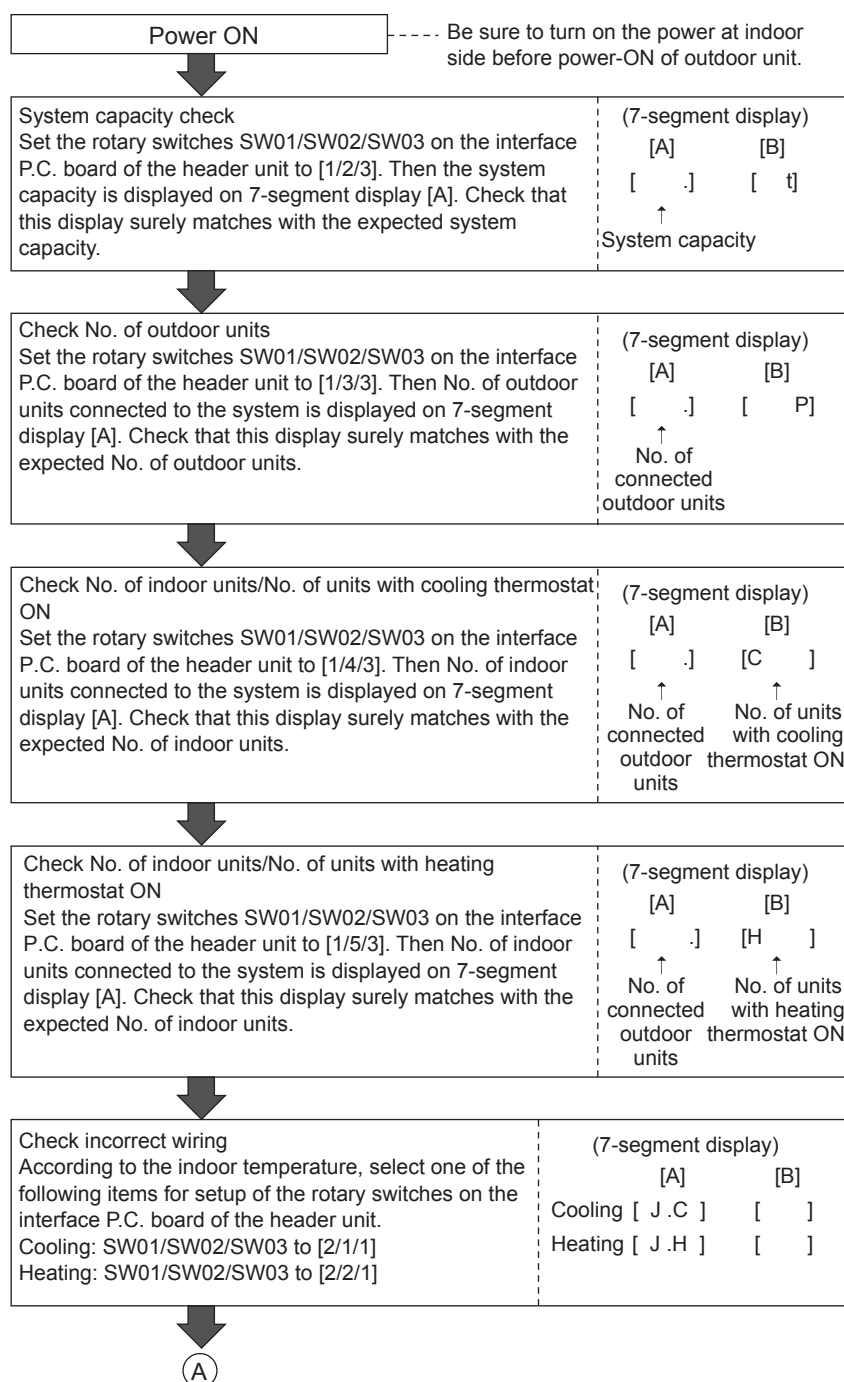 Power ON
Be sure to turn on the power at indoor
side before power-ON of outdoor unit.
System capacity check
Set the rotary switches SW01/SW02/SW03 on the interface
P.C. board of the header unit to [1/2/3]. Then the system
capacity is displayed on 7-segment display [A]. Check that
this display surely matches with the expected system
capacity.
(7-segment display)
[A] [B]
[ .] [ t]
↑
System capacity
Check No. of outdoor units
Set the rotary switches SW01/SW02/SW03 on the interface
P.C. board of the header unit to [1/3/3]. Then No. of outdoor
units connected to the system is displayed on 7-segment
display [A]. Check that this display surely matches with the
expected No. of outdoor units.
(7-segment display)
[A] [B]
[ .] [ P]
↑
No. of
connected
outdoor units
Check No. of indoor units/No. of units with cooling thermostat
ON
Set the rotary switches SW01/SW02/SW03 on the interface
P.C. board of the header unit to [1/4/3]. Then No. of indoor
units connected to the system is displayed on 7-segment
display [A]. Check that this display surely matches with the
expected No. of indoor units.
(7-segment display)
[A] [B]
[ .] [C ]
↑ ↑
No. of No. of units
connected with cooling
outdoor thermostat ON
units
Check No. of indoor units/No. of units with heating
thermostat ON
Set the rotary switches SW01/SW02/SW03 on the interface
P.C. board of the header unit to [1/5/3]. Then No. of indoor
units connected to the system is displayed on 7-segment
display [A]. Check that this display surely matches with the
expected No. of indoor units.
(7-segment display)
[A] [B]
[ .] [H ]
↑ ↑
No. of No. of units
connected with heating
outdoor thermostat ON
units
Check incorrect wiring
According to the indoor temperature, select one of the
following items for setup of the rotary switches on the
interface P.C. board of the header unit.
Cooling: SW01/SW02/SW03 to [2/1/1]
Heating: SW01/SW02/SW03 to [2/2/1]
(7-segment display)
[A] [B]
Cooling [ J .C ] [ ]
Heating [ J .H ] [ ]
A